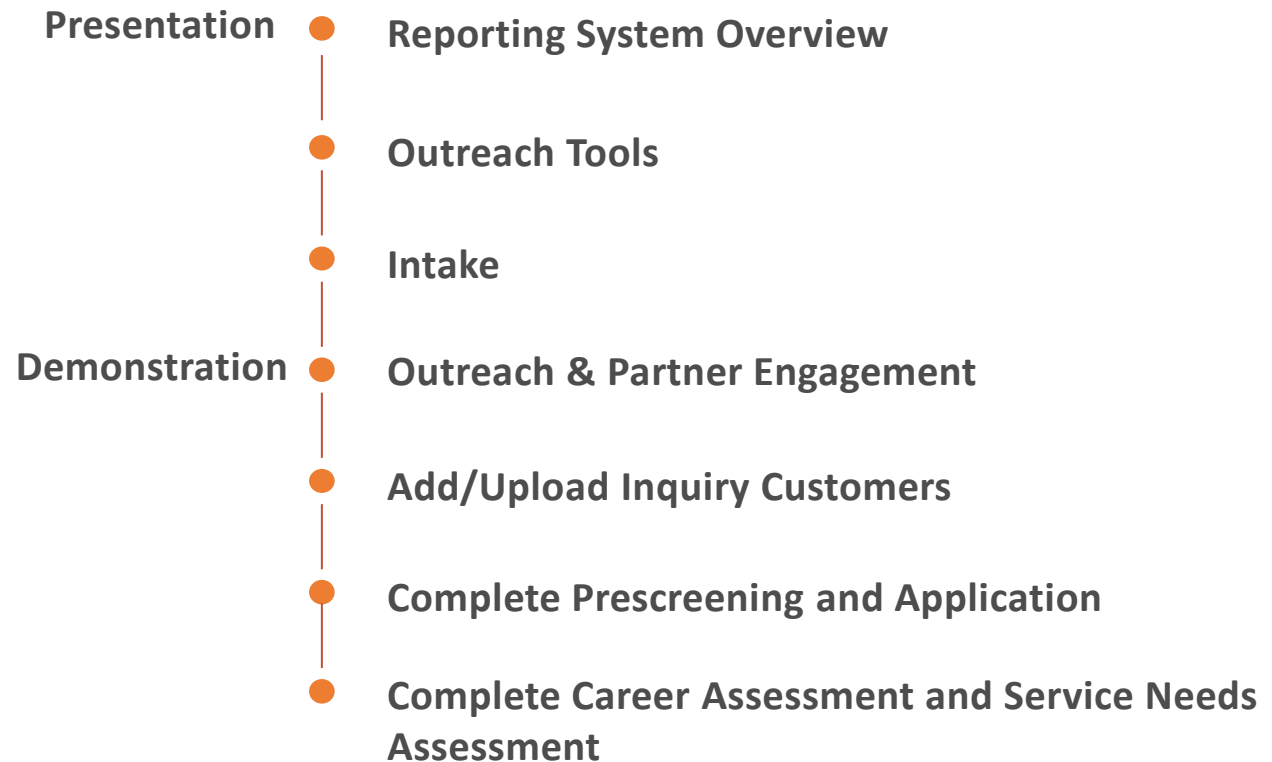 Presentation
Reporting System Overview
Outreach Tools
Intake
Demonstration
Outreach & Partner Engagement
Add/Upload Inquiry Customers
Complete Prescreening and Application
Complete Career Assessment and Service Needs
Assessment